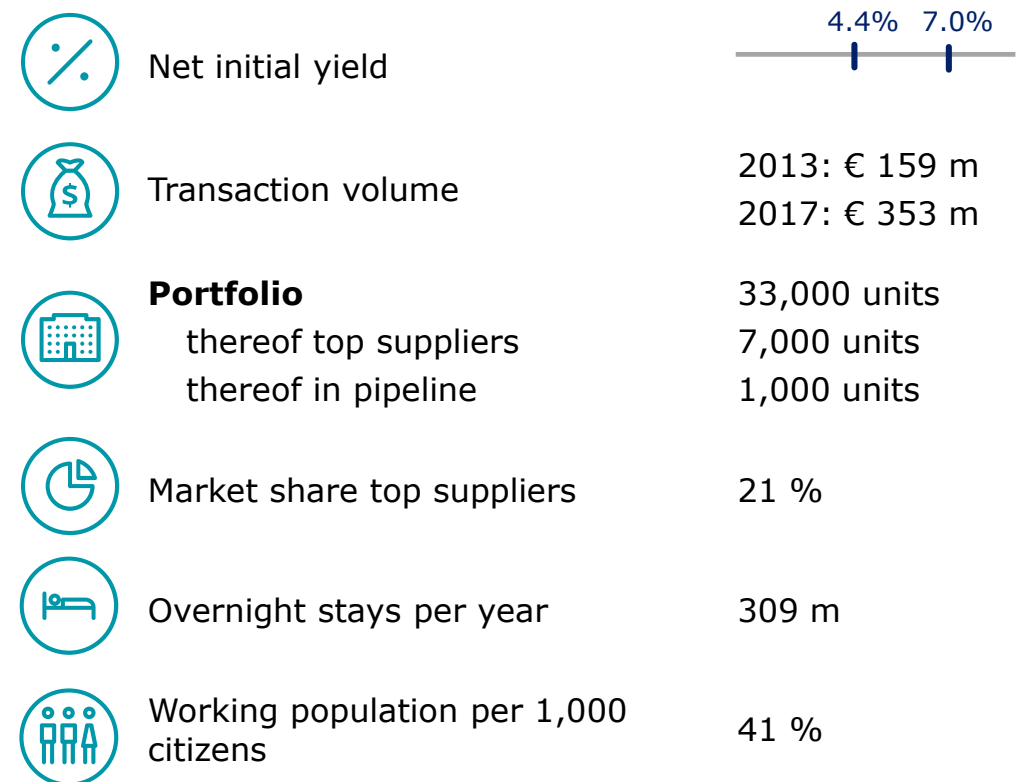 4.4% 7.0%
Net initial yield
$
Transaction volume
2013: € 159 m
2017: € 353 m
Portfolio 33,000 units
thereof top suppliers 7,000 units
thereof in pipeline 1,000 units
Market share top suppliers 21 %
Overnight stays per year 309 m
Working population per 1,000
citizens
41 %